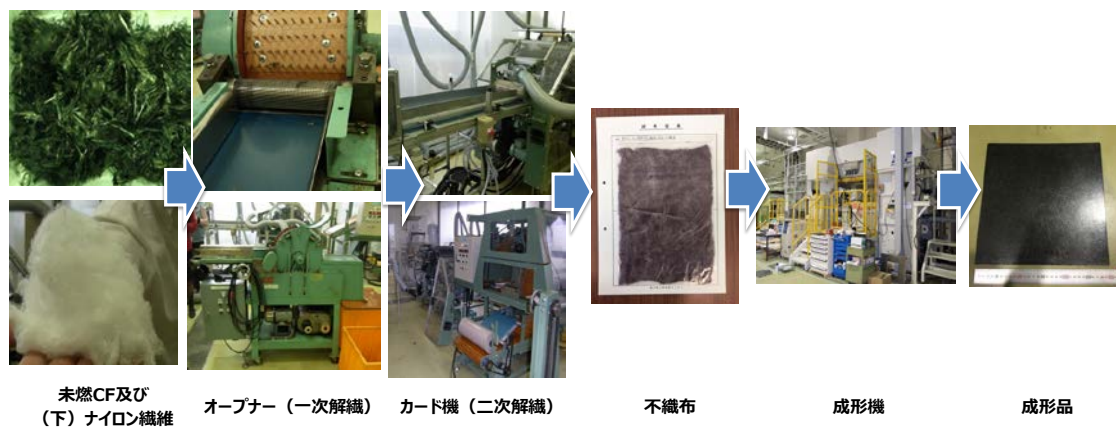 未燃CF及び
（下）ナイロン繊維
オープナー（一次解繊）
カード機（二次解繊）
不織布
成形機
成形品